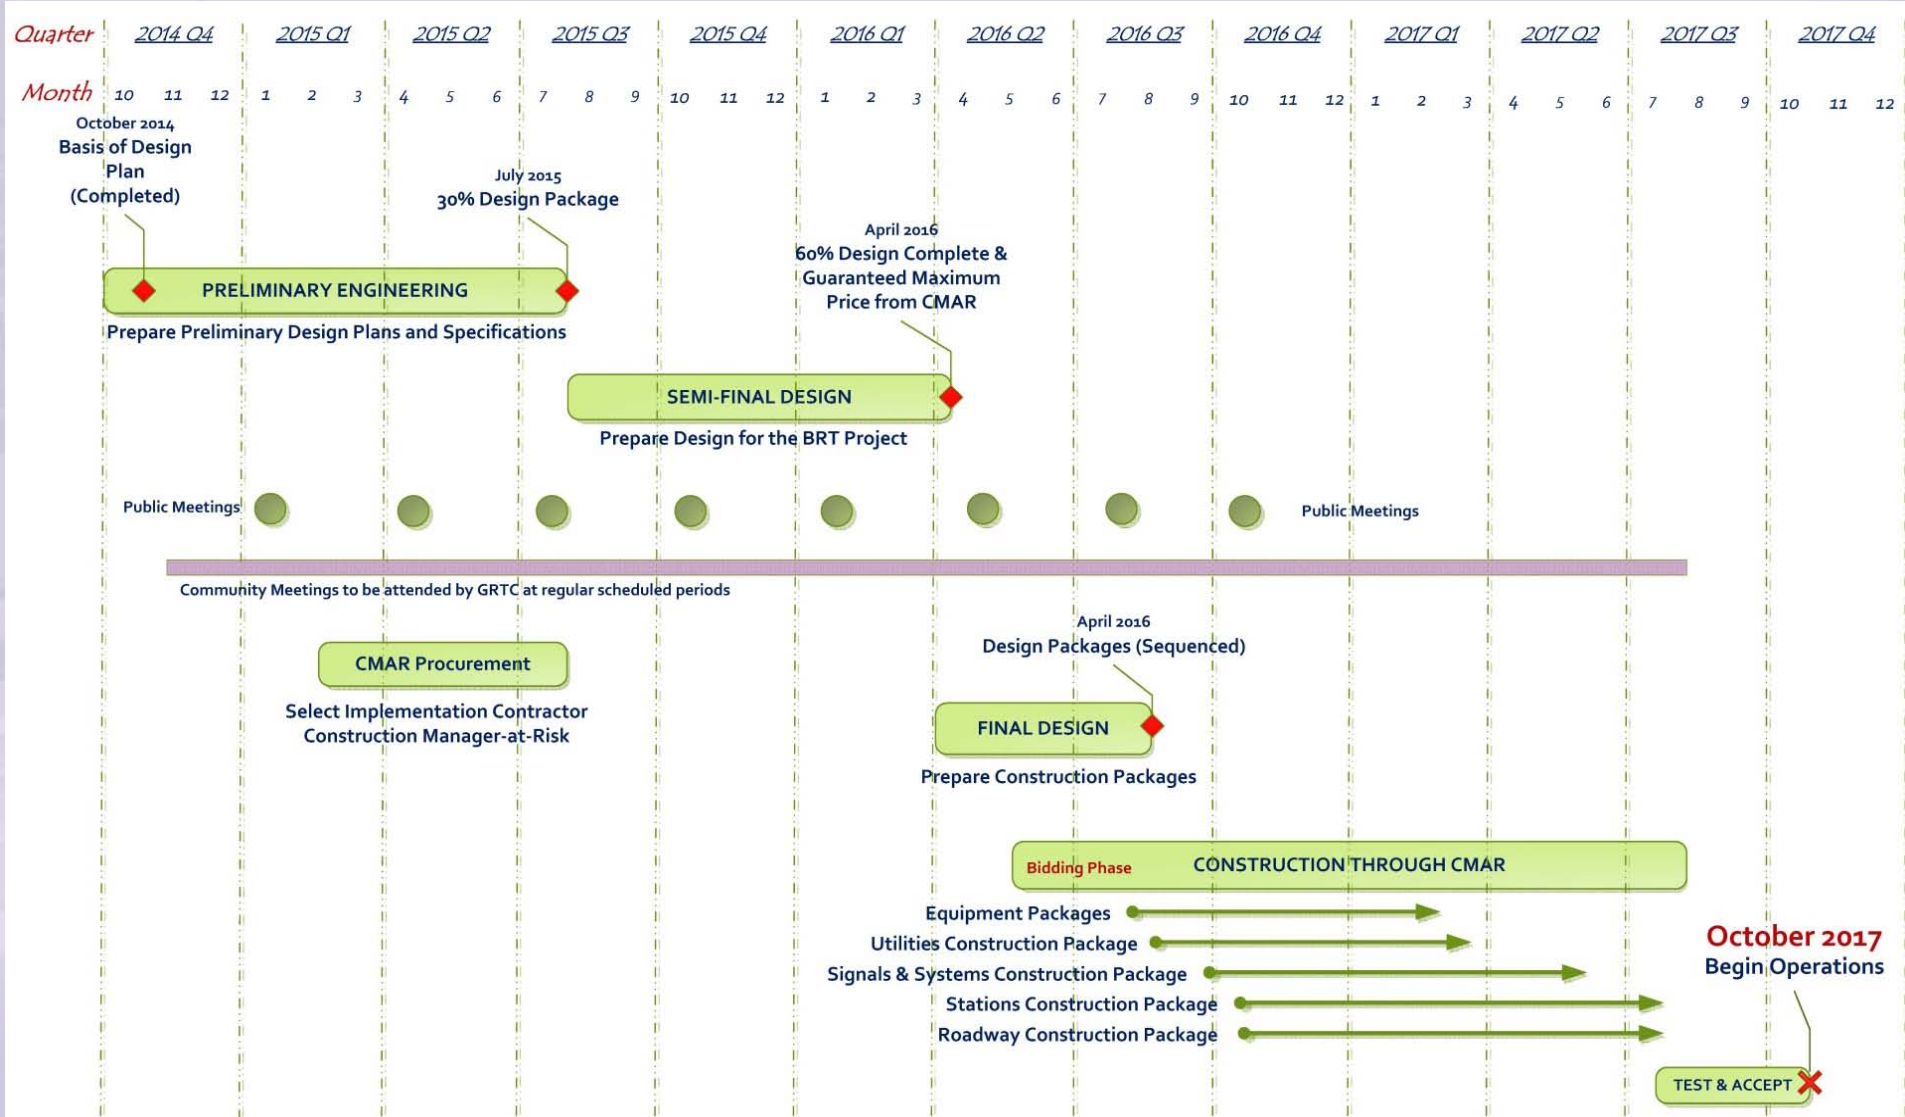 Quarter 2014 Q4 2015 Q1 2015 Q2 2015 Q3 2015 Q4 2016 Q1 2016 Q2 2016 Q3 2016 Q4 2017 Q1 2017 Q2 2017 Q3 2017 Q4
Month 10 11 12 1 2 3 4 5 6 7 8 9 10 11 12 1 2 3 4 5 6 7 8 9 10 11 12 1 2 3 4 5 6 7 8 9 10 11 12
October 2014
Basis of Design
Plan
(Completed)
July 2015
30% Design Package
April 2016
60% Design Complete &
Guaranteed Maximum
Price from CMAR
PRELIMINARY ENGINEERING
Prepare Preliminary Design Plans and Specifications
SEMI-FINAL DESIGN
Prepare Design for the BRT Project
Public Meetings
Public Meetings
Community Meetings to be attended by GRTC at regular scheduled periods
CMAR Procurement
Select Implementation Contractor
Construction Manager-at-Risk
April 2016
Design Packages (Sequenced)
FINAL DESIGN
Prepare Construction Packages
Bidding Phase CONSTRUCTION THROUGH CMAR
Equipment Packages
Utilities Construction Package
Signals & Systems Construction Package
Stations Construction Package
Roadway Construction Package
October 2017
Begin Operations
TEST & ACCEPT